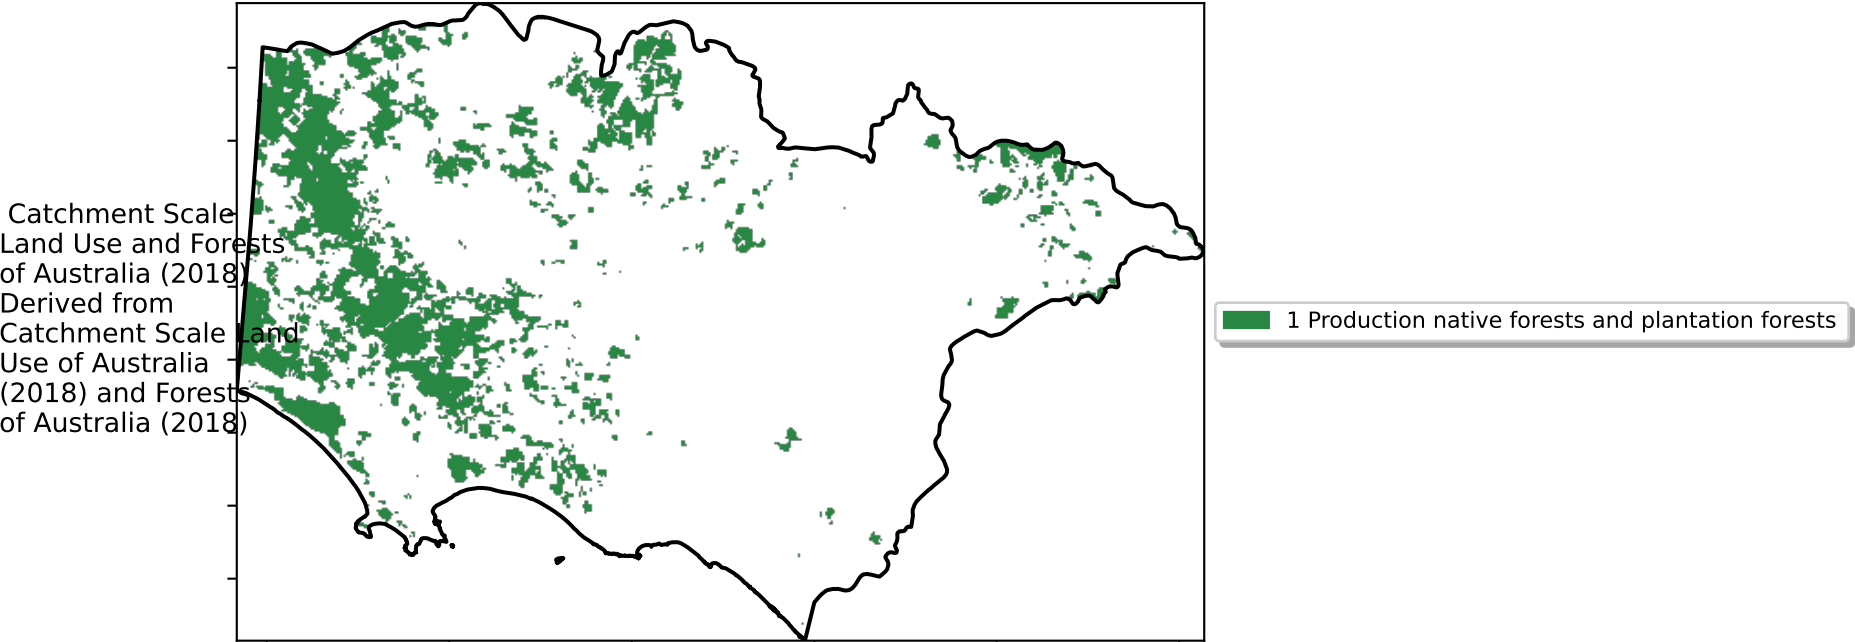 Catchment Scale
Land Use and Forests
of Australia (2018)
Derived from
Catchment Scale Land
Use of Australia
(2018) and Forests
of Australia (2018)
1 Production native forests and plantation forests